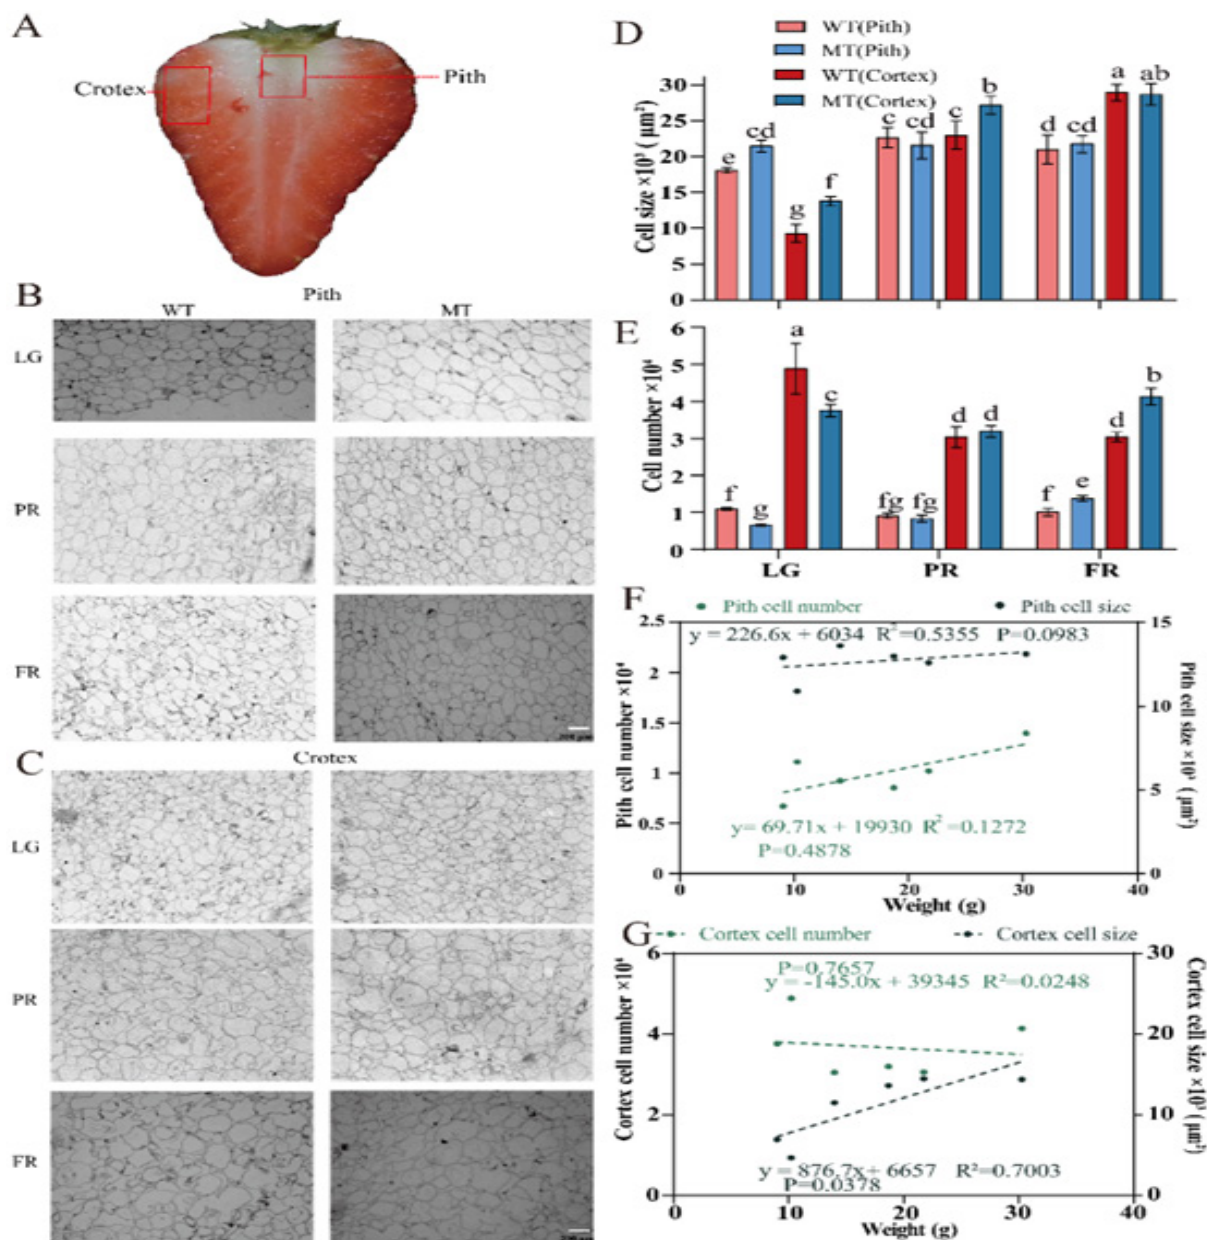 A
Crotex
Pith
B
Pith
WT
MT
LG
PR
FR
C
Crotex
LG
PR
FR
D
WT(Pith)
MT(Pith)
WT(Cortex)
MT(Cortex)
Cell size ×10³ (μm²)
30
25
20
15
10
5
0
e
cd
g
f
c
cd
c
b
d
cd
a
ab
E
Cell number ×10⁴
6
5
4
3
2
1
0
f
g
a
c
fg
fg
d
d
f
e
d
b
LG
PR
FR
F
Pith cell number
Pith cell size
y = 226.6x + 6034 R²=0.5355 P=0.0983
Pith cell number ×10⁴
2.5
2
1.5
1
0.5
0
15
10
5
0
Pith cell size ×10³ (μm²)
y= 69.71x + 19930 R²=0.1272
P=0.4878
0
10
20
30
40
Weight (g)
G
Cortex cell number
Cortex cell size
P=0.7657
y = -145.0x + 39345 R²=0.0248
Cortex cell number ×10⁴
6
4
2
0
30
20
10
0
Cortex cell size ×10³ (μm²)
y = 876.7x+ 6657 R²=0.7003
P=0.0378
0
10
20
30
40
Weight (g)